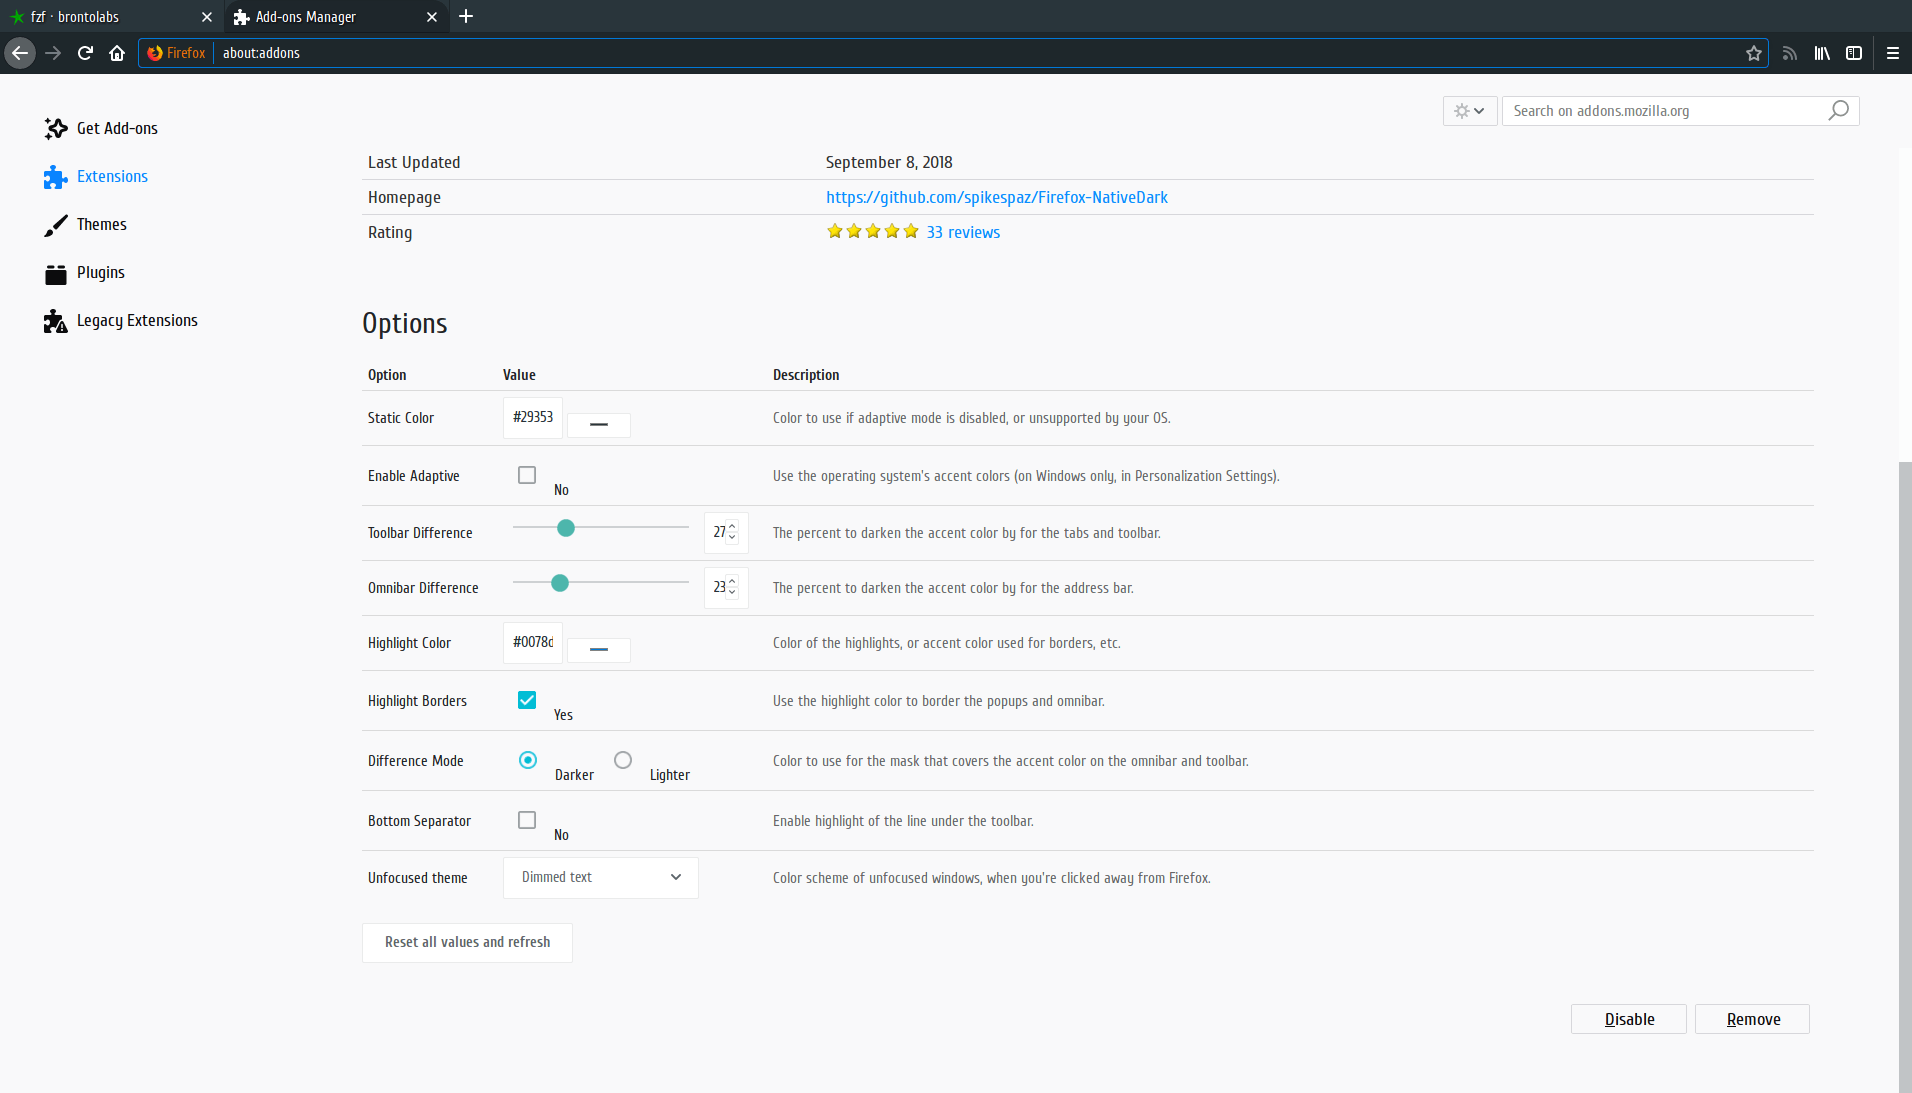 fzf · brontolabs
Add-ons Manager
Firefox
about:addons
Search on addons.mozilla.org
Get Add-ons
Extensions
Themes
Plugins
Legacy Extensions
Last Updated September 8, 2018
Homepage https://github.com/spikespaz/Firefox-NativeDark
Rating 33 reviews
Options
Option Value Description
Static Color #29353 Color to use if adaptive mode is disabled, or unsupported by your OS.
Enable Adaptive No Use the operating system's accent colors (on Windows only, in Personalization Settings).
Toolbar Difference 27 The percent to darken the accent color by for the tabs and toolbar.
Omnibar Difference 23 The percent to darken the accent color by for the address bar.
Highlight Color #0078d Color of the highlights, or accent color used for borders, etc.
Highlight Borders Yes Use the highlight color to border the popups and omnibar.
Difference Mode Darker Lighter Color to use for the mask that covers the accent color on the omnibar and toolbar.
Bottom Separator No Enable highlight of the line under the toolbar.
Unfocused theme Dimmed text Color scheme of unfocused windows, when you're clicked away from Firefox.
Reset all values and refresh
Disable Remove